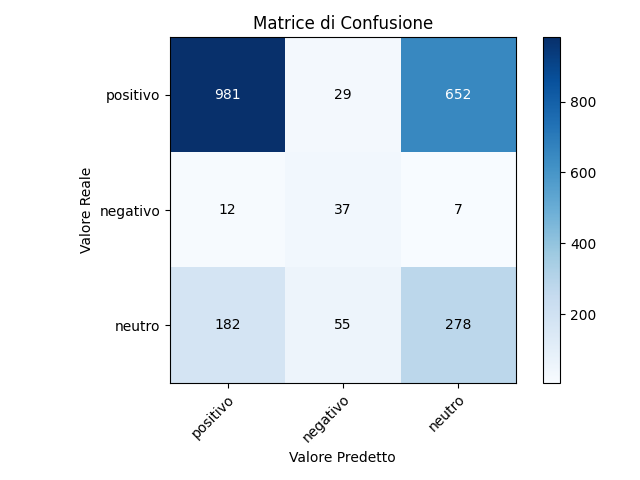 Matrice di Confusione
Valore Reale
positivo
981
29
652
negativo
12
37
7
neutro
182
55
278
positivo
negativo
neutro
Valore Predetto
800
600
400
200